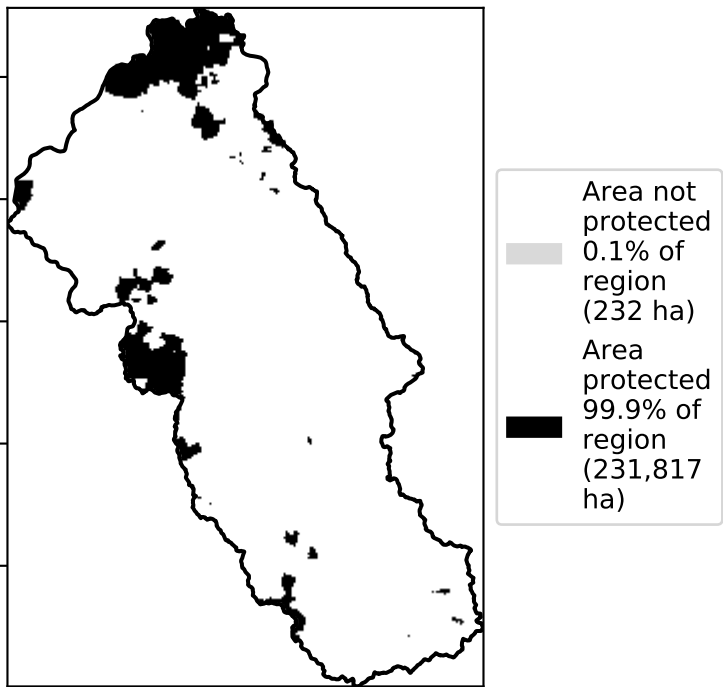 Area not
protected
0.1% of
region
(232 ha)
Area
protected
99.9% of
region
(231,817
ha)